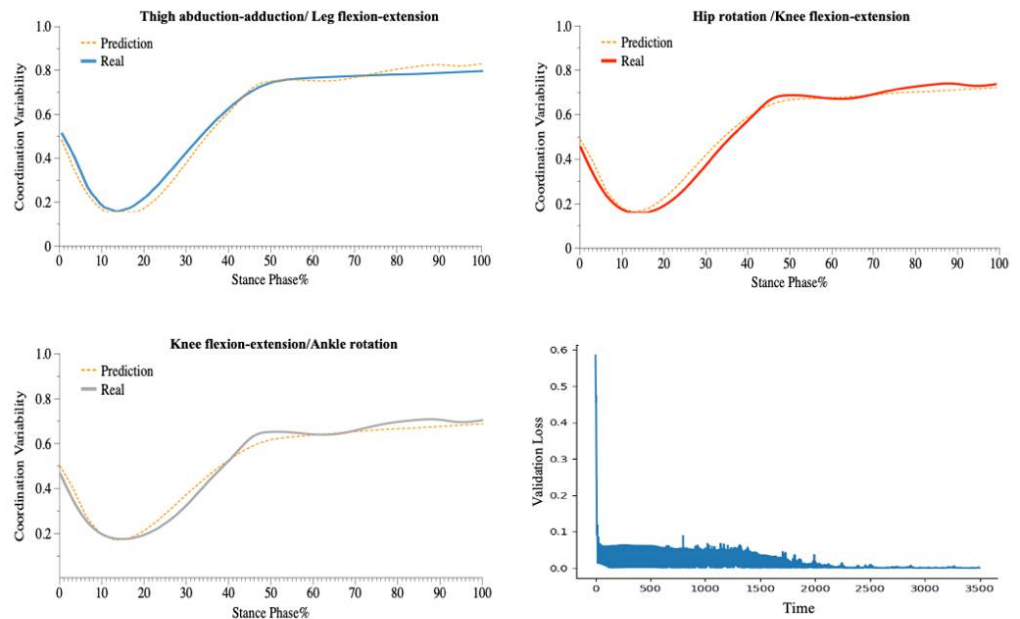 Thigh abduction-adduction/ Leg flexion-extension
1.0
Prediction
Real
0.8
0.6
0.4
0.2
0
Coordination Variability
0 10 20 30 40 50 60 70 80 90 100
Stance Phase%
Hip rotation /Knee flexion-extension
1.0
Prediction
Real
0.8
0.6
0.4
0.2
0
Coordination Variability
0 10 20 30 40 50 60 70 80 90 100
Stance Phase%
Knee flexion-extension/Ankle rotation
1.0
Prediction
Real
0.8
0.6
0.4
0.2
Coordination Variability
0 10 20 30 40 50 60 70 80 90 100
Stance Phase%
0.6
0.5
0.4
0.3
0.2
0.1
0.0
Validation Loss
0 500 1000 1500 2000 2500 3000 3500
Time